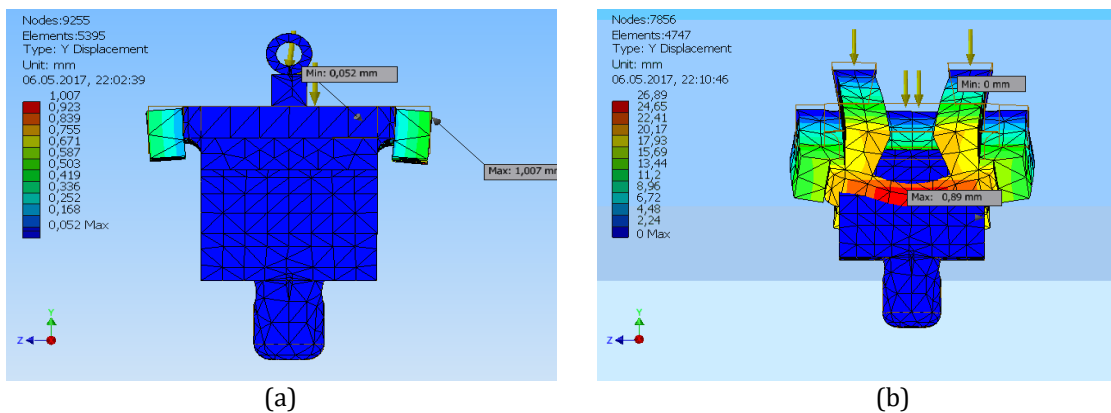 Nodes:9255
Elements:5395
Type: Y Displacement
Unit: mm
06.05.2017, 22:02:39
1,007
0,923
0,839
0,755
0,671
0,587
0,503
0,419
0,336
0,252
0,168
0,052 Max
Min: 0,052 mm
Max: 1,007 mm
Y
Z
(a)
Nodes:7856
Elements:4747
Type: Y Displacement
Unit: mm
06.05.2017, 22:10:46
26,89
24,65
22,41
20,17
17,93
15,69
13,44
11,2
8,96
6,72
4,48
2,24
0 Max
Min: 0 mm
Max: 0,89 mm
Y
Z
(b)